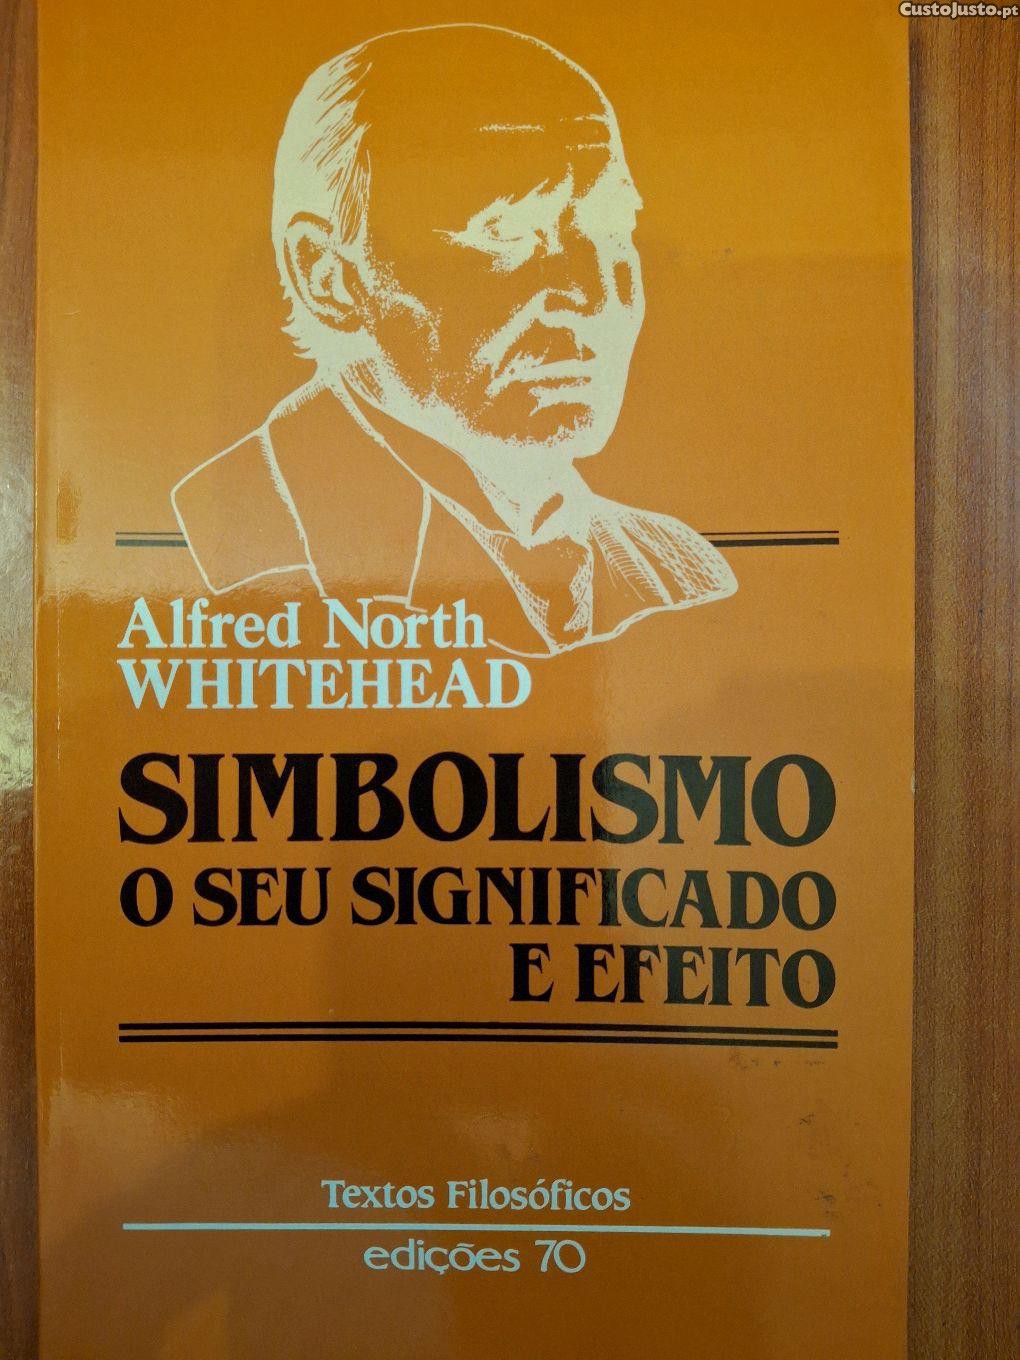 CustoJusto.pt
Alfred North
WHITEHEAD
SIMBOLISMO
O SEU SIGNIFICADO
E EFEITO
Textos Filosóficos
edições 70